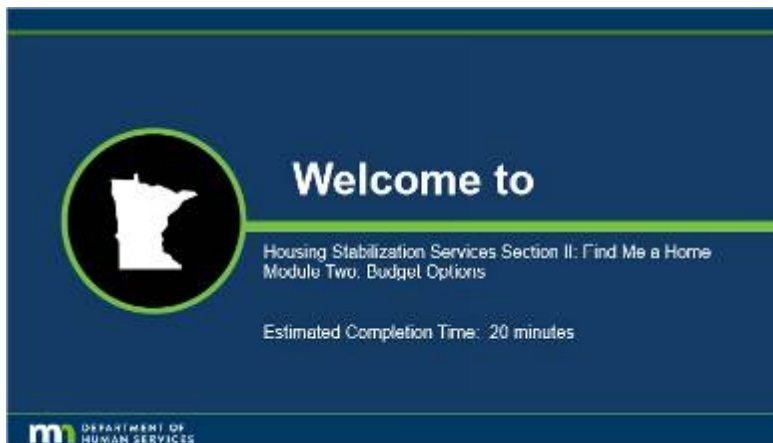 Welcome to
Housing Stabilization Services Section II: Find Me a Home
Module Two: Budget Options
Estimated Completion Time: 20 minutes
mn DEPARTMENT OF
HUMAN SERVICES